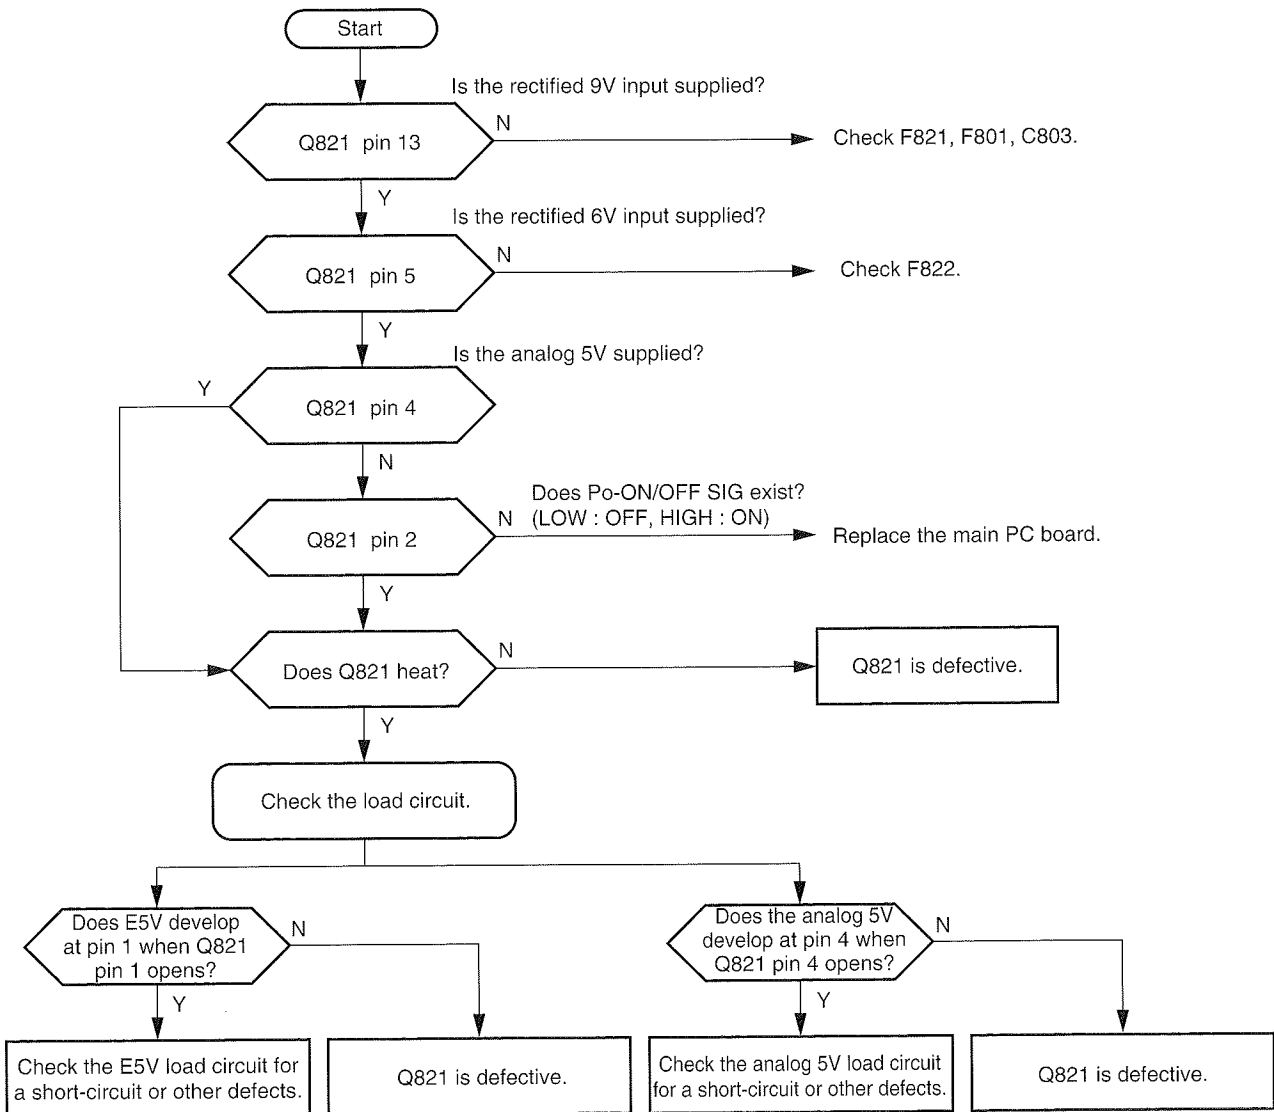 Start
Is the rectified 9V input supplied?
Q821 pin 13
N
Check F821, F801, C803.
Y
Is the rectified 6V input supplied?
Q821 pin 5
N
Check F822.
Y
Is the analog 5V supplied?
Y
Q821 pin 4
N
Does Po-ON/OFF SIG exist?
(LOW : OFF, HIGH : ON)
Q821 pin 2
N
Replace the main PC board.
Y
Does Q821 heat?
N
Q821 is defective.
Y
Check the load circuit.
Does E5V develop
at pin 1 when Q821
pin 1 opens?
N
Y
Check the E5V load circuit for
a short-circuit or other defects.
Q821 is defective.
Does the analog 5V
develop at pin 4 when
Q821 pin 4 opens?
N
Y
Check the analog 5V load circuit
for a short-circuit or other defects.
Q821 is defective.